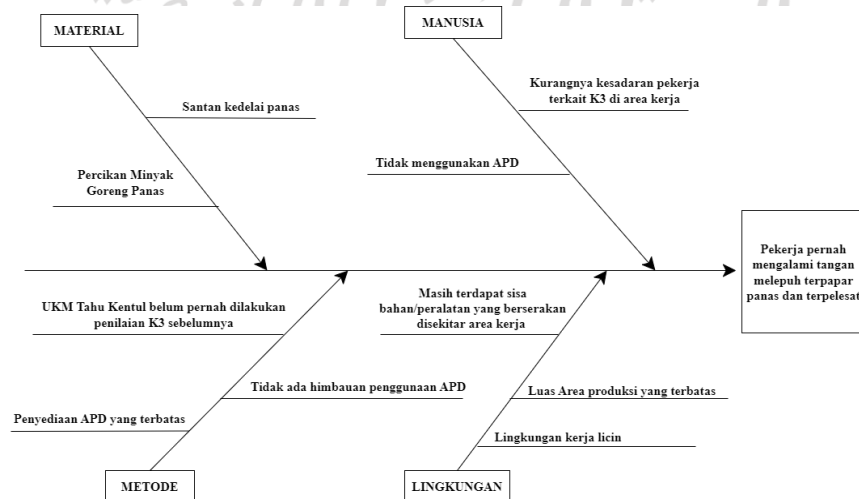 MATERIAL
MANUSIA
Santan kedelai panas
Kurangnya kesadaran pekerja
terkait K3 di area kerja
Percikan Minyak
Goreng Panas
Tidak menggunakan APD
Pekerja pernah
mengalami tangan
melepuh terpapar
panas dan terpelesat
UKM Tahu Kentul belum pernah dilakukan
penilaian K3 sebelumnya
Masih terdapat sisa
bahan/peralatan yang berserakan
disekitar area kerja
Tidak ada himbauan penggunaan APD
Luas Area produksi yang terbatas
Penyediaan APD yang terbatas
Lingkungan kerja licin
METODE
LINGKUNGAN